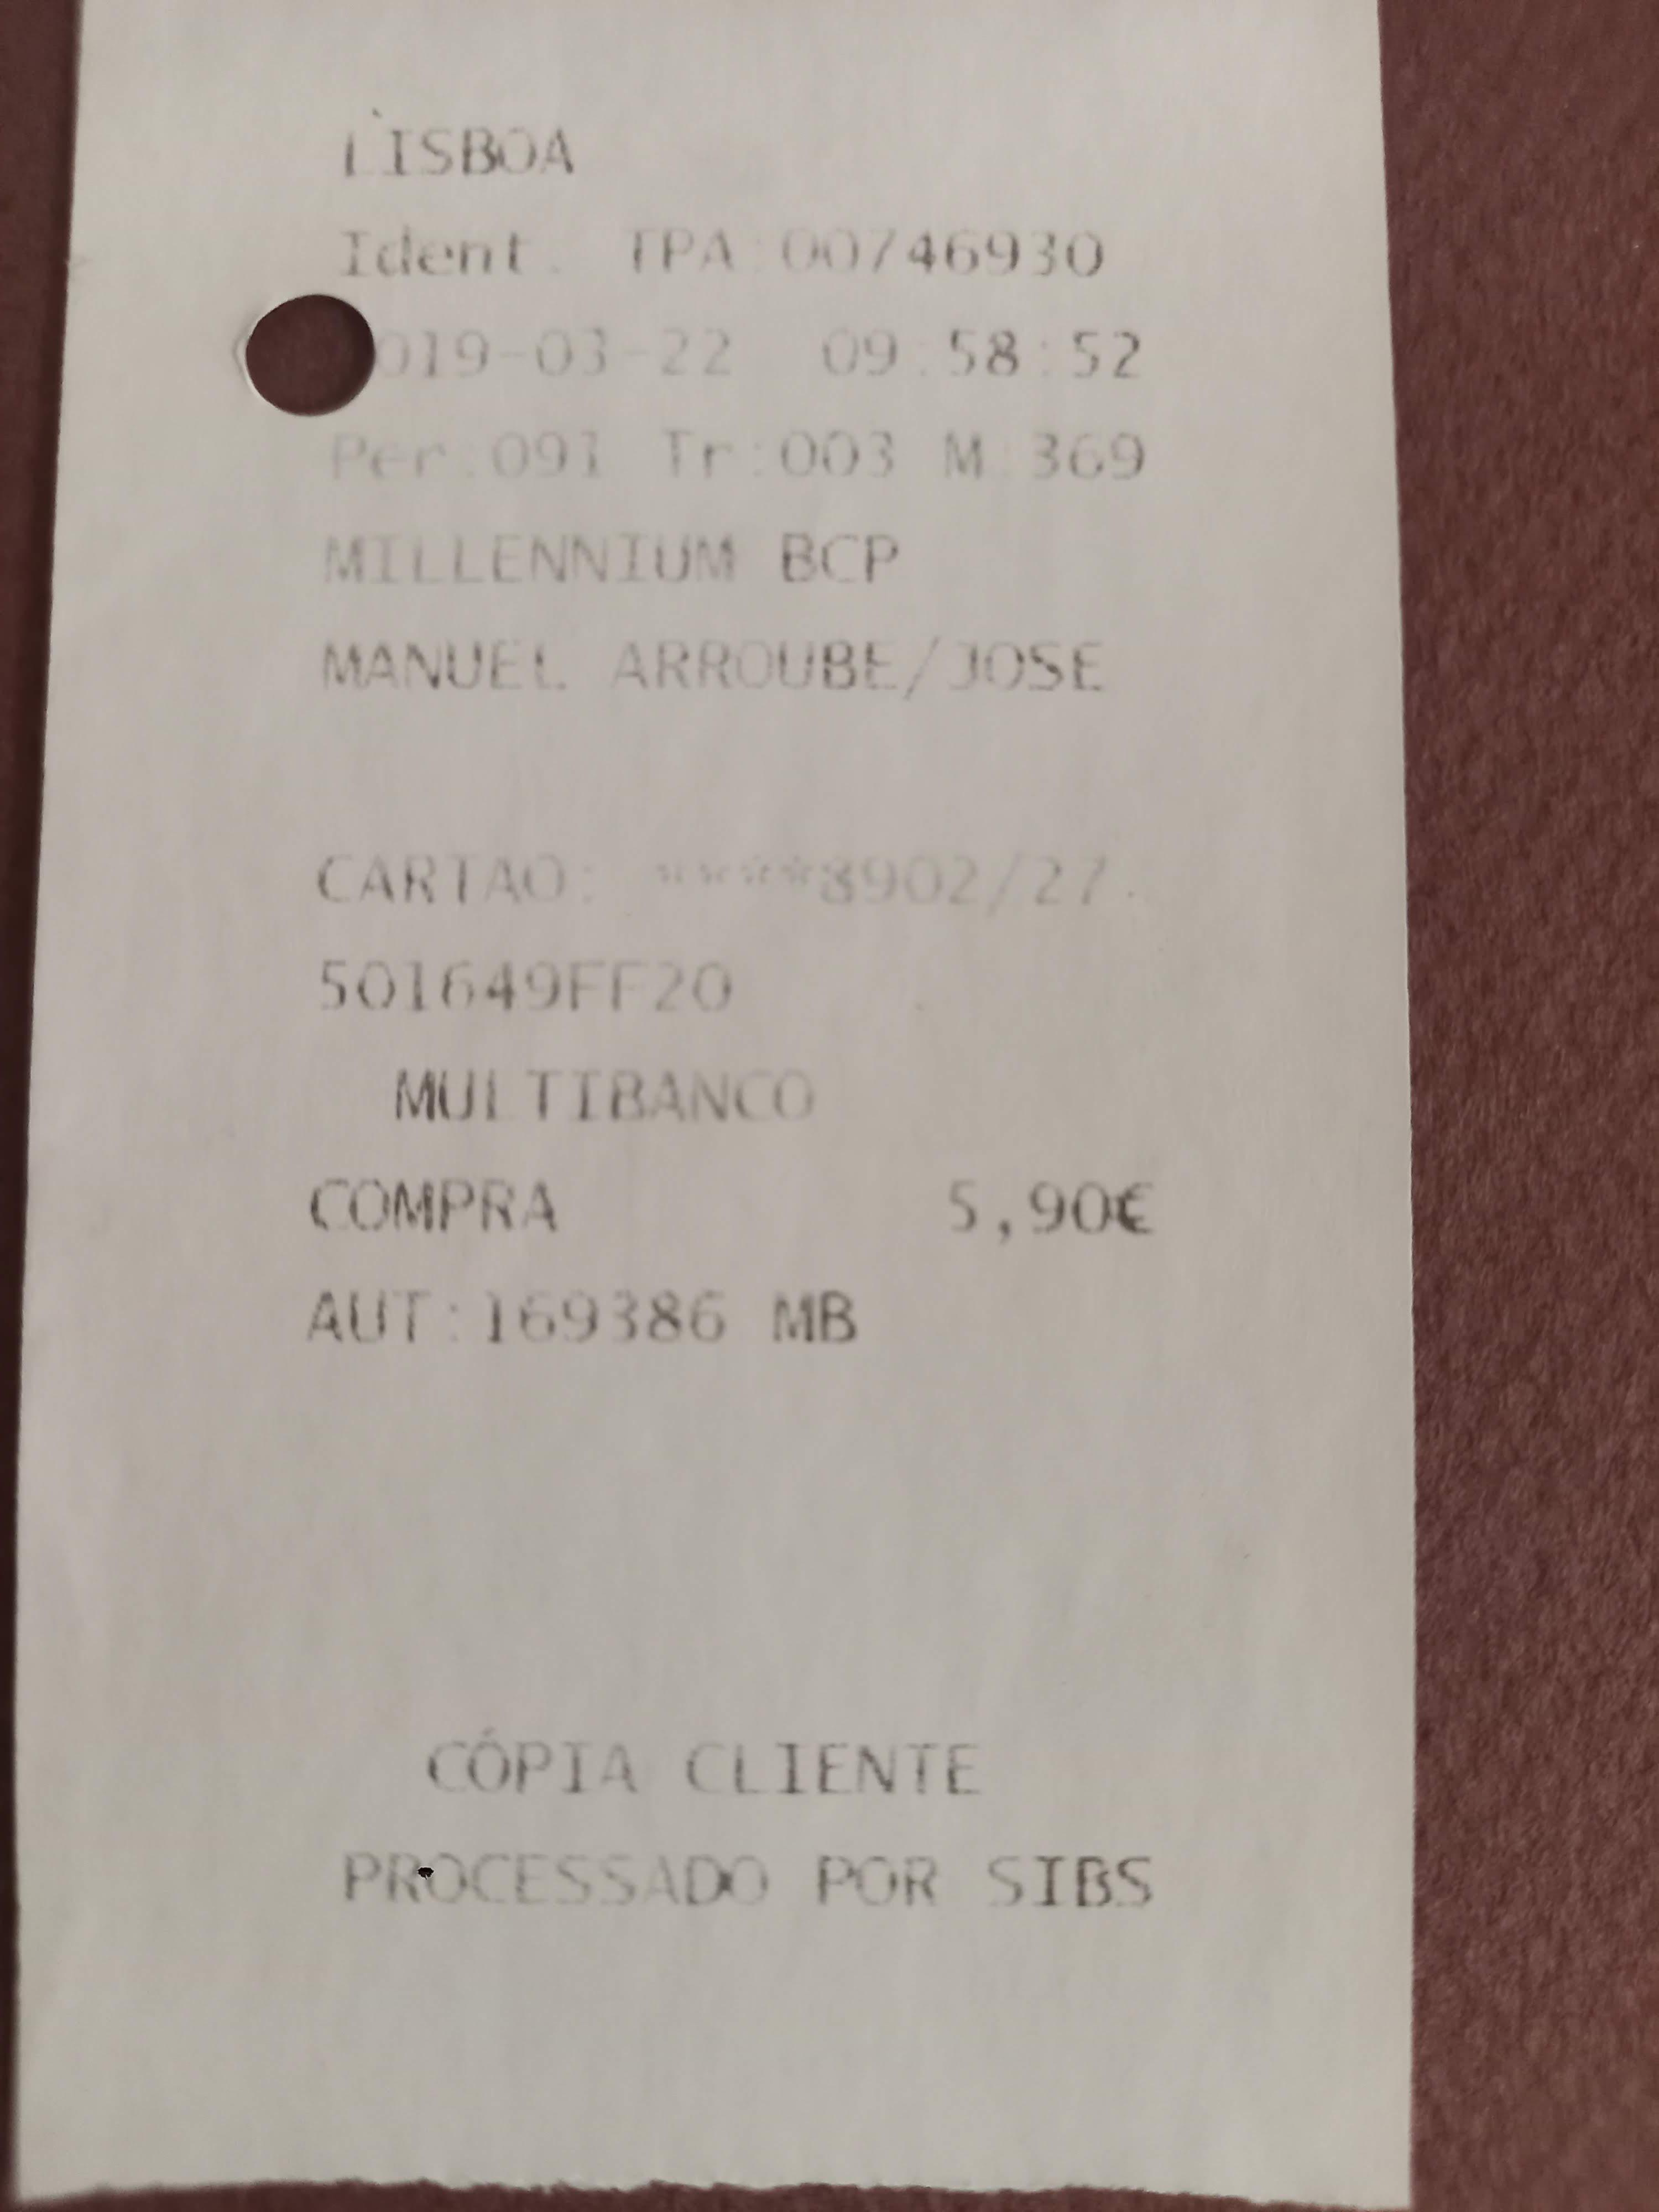 LISBOA
Ident. TPA:00746930
019-03-22 09:58:52
Per:091 Tr:003 M:369
MILLENNIUM BCP
MANUEL ARROUBE/JOSE
CARTAO: ****8902/27.
501649FF20
MULTIBANCO
COMPRA 5,90€
AUT:169386 MB
CÓPIA CLIENTE
PROCESSADO POR SIBS